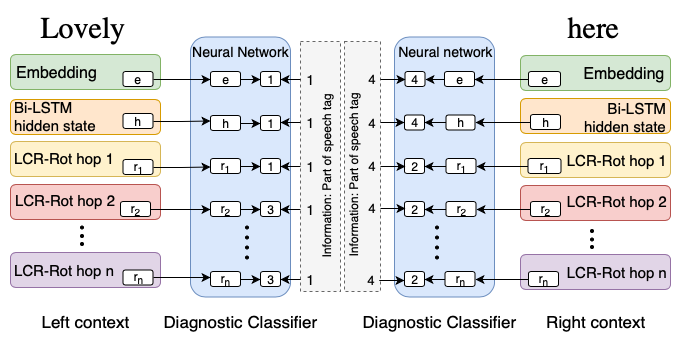 Lovely
here
Neural Network
Neural network
Embedding e e 1 1
4 4 e e Embedding
Bi-LSTM
hidden state h h 1 1
4 4 h h Bi-LSTM
hidden state
LCR-Rot hop 1 r1 r1 1 1
4 2 r1 r1 LCR-Rot hop 1
LCR-Rot hop 2 r2 r2 3 1
4 2 r2 r2 LCR-Rot hop 2
LCR-Rot hop n rn rn 3 1
4 2 rn rn LCR-Rot hop n
Information: Part of speech tag
Information: Part of speech tag
Left context
Diagnostic Classifier
Diagnostic Classifier
Right context